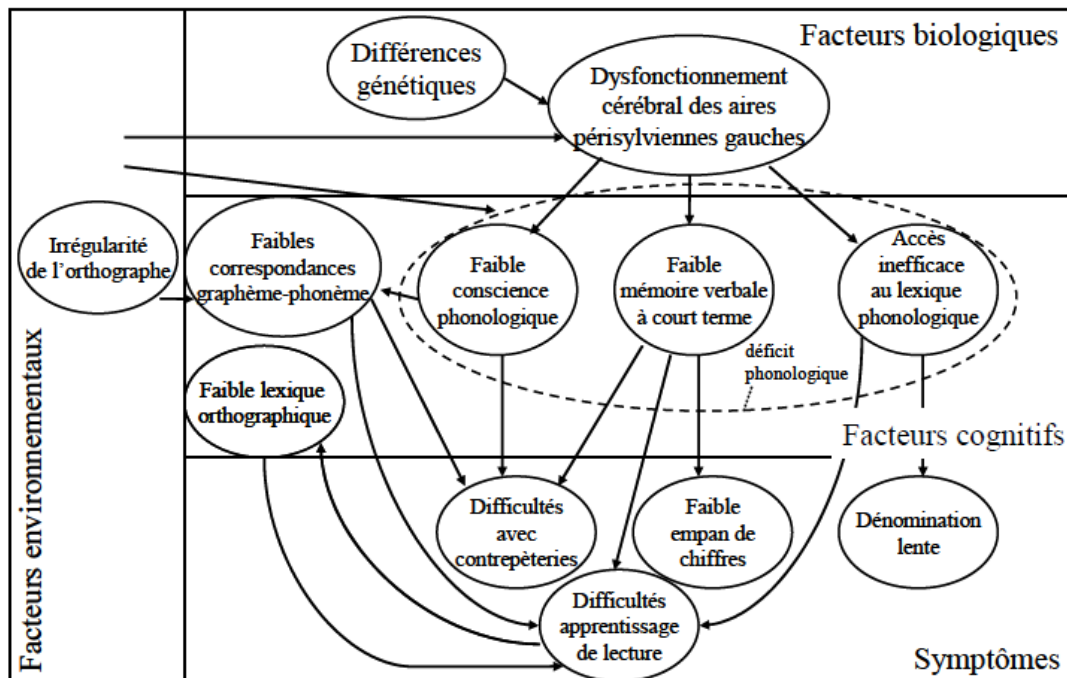 Facteurs biologiques
Différences
génétiques
Dysfonctionnement
cérébral des aires
périsylviennes gauches
Facteurs environnementaux
Irrégularité
de l'orthographe
Faibles
correspondances
graphème-phonème
Faible
conscience
phonologique
Faible
mémoire verbale
à court terme
Accès
inefficace
au lexique
phonologique
déficit
phonologique
Faible lexique
orthographique
Facteurs cognitifs
Difficultés
avec
contrepèteries
Faible
empan de
chiffres
Dénomination
lente
Difficultés
apprentissage
de lecture
Symptômes